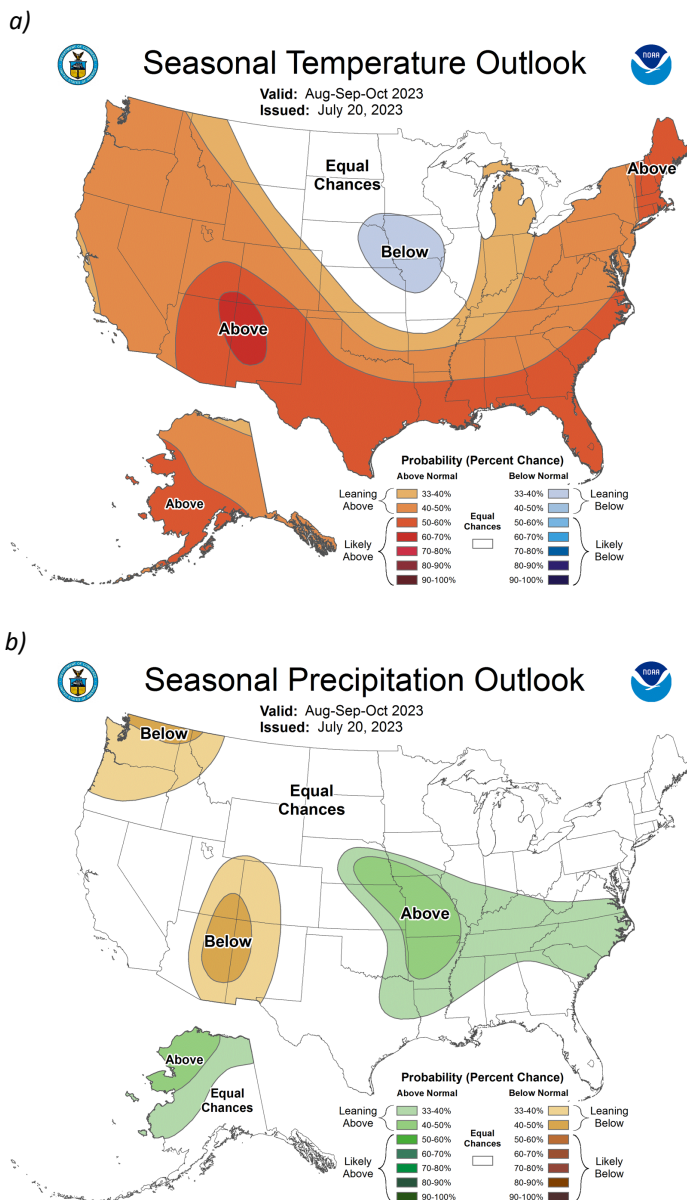 a)
NOAA
Seasonal Temperature Outlook
Valid: Aug-Sep-Oct 2023
Issued: July 20, 2023
Equal
Chances
Above
Below
Above
Above
Probability (Percent Chance)
Above Normal
Below Normal
Leaning
Above
33-40%
40-50%
Likely
Above
50-60%
60-70%
70-80%
80-90%
90-100%
Equal
Chances
33-40%
40-50%
Leaning
Below
50-60%
60-70%
70-80%
80-90%
90-100%
Likely
Below
b)
NOAA
Seasonal Precipitation Outlook
Valid: Aug-Sep-Oct 2023
Issued: July 20, 2023
Below
Equal
Chances
Above
Below
Above
Equal
Chances
Probability (Percent Chance)
Above Normal
Below Normal
Leaning
Above
33-40%
40-50%
Likely
Above
50-60%
60-70%
70-80%
80-90%
90-100%
Equal
Chances
33-40%
40-50%
Leaning
Below
50-60%
60-70%
70-80%
80-90%
90-100%
Likely
Below